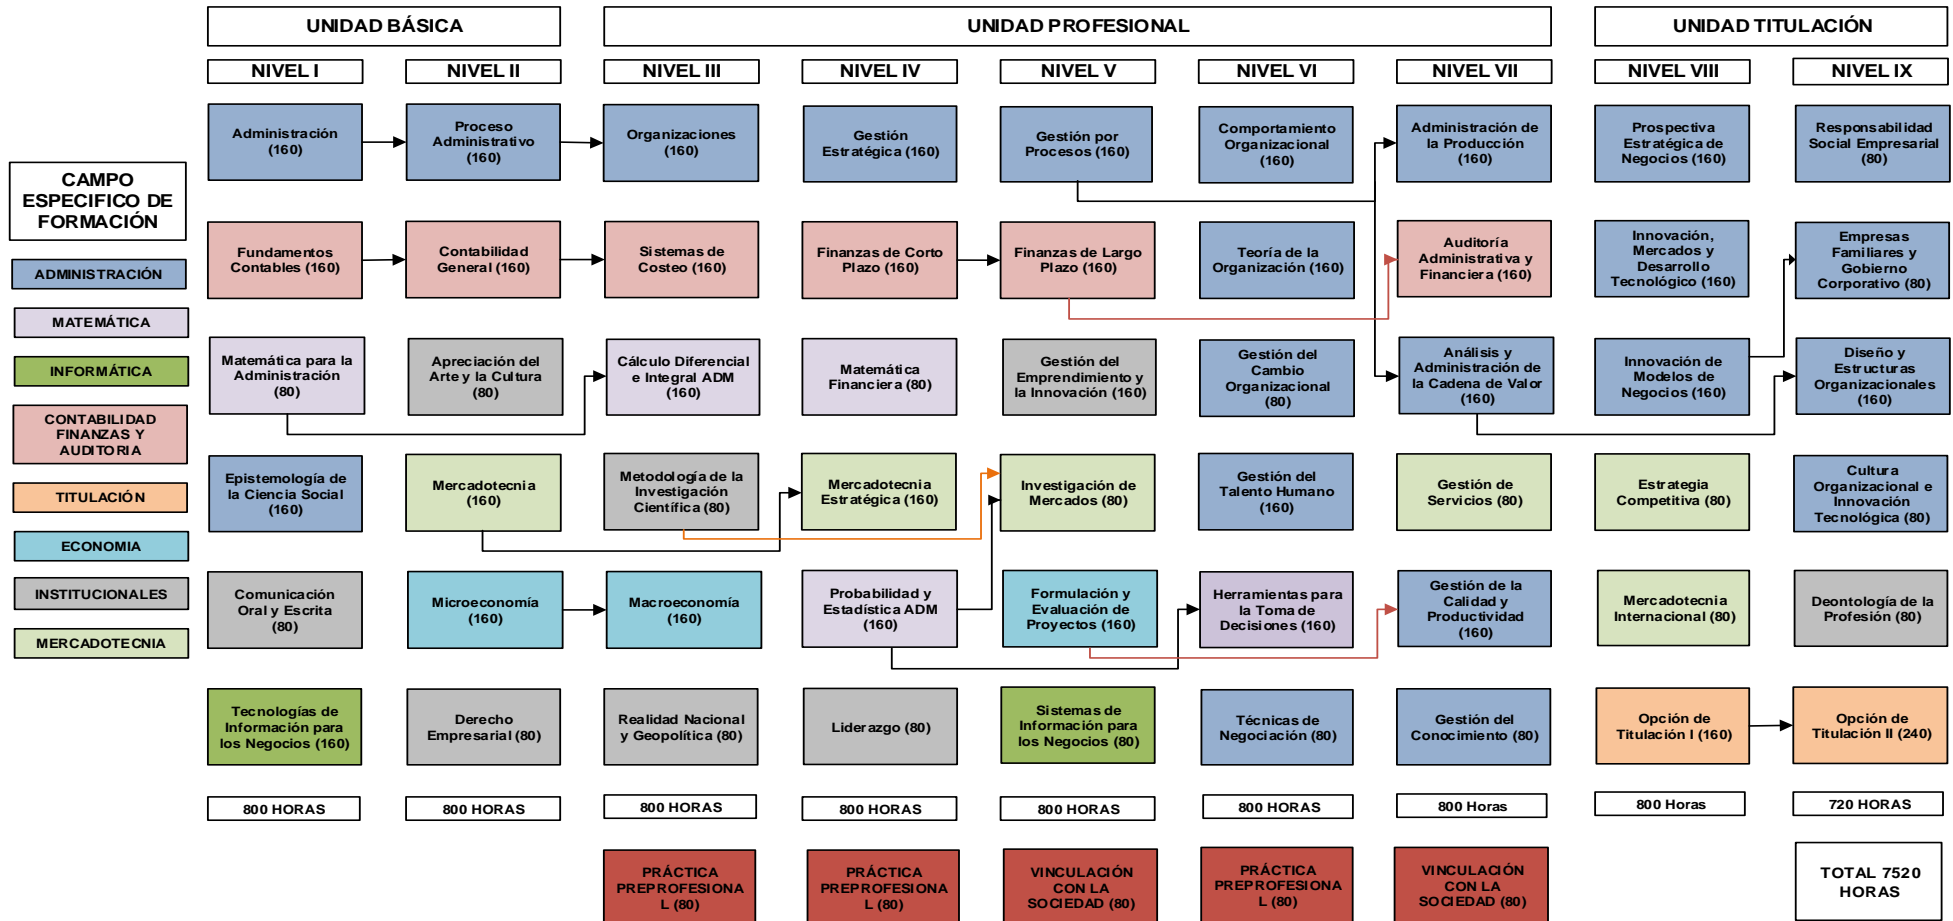 UNIDAD BÁSICA
UNIDAD PROFESIONAL
UNIDAD TITULACIÓN
NIVEL I
NIVEL II
NIVEL III
NIVEL IV
NIVEL V
NIVEL VI
NIVEL VII
NIVEL VIII
NIVEL IX
CAMPO
ESPECIFICO DE
FORMACIÓN
ADMINISTRACIÓN
MATEMÁTICA
INFORMÁTICA
CONTABILIDAD
FINANZAS Y
AUDITORIA
TITULACIÓN
ECONOMIA
INSTITUCIONALES
MERCADOTECNIA
Administración
(160)
Proceso
Administrativo
(160)
Organizaciones
(160)
Gestión
Estratégica (160)
Gestión por
Procesos (160)
Comportamiento
Organizacional
(160)
Administración de
la Producción
(160)
Prospectiva
Estratégica de
Negocios (160)
Responsabilidad
Social Empresarial
(80)
Fundamentos
Contables (160)
Contabilidad
General (160)
Sistemas de
Costeo (160)
Finanzas de Corto
Plazo (160)
Finanzas de Largo
Plazo (160)
Teoría de la
Organización (160)
Auditoría
Administrativa y
Financiera (160)
Innovación,
Mercados y
Desarrollo
Tecnológico (160)
Empresas
Familiares y
Gobierno
Corporativo (80)
Matemática para la
Administración
(80)
Apreciación del
Arte y la Cultura
(80)
Cálculo Diferencial
e Integral ADM
(160)
Matemática
Financiera (80)
Gestión del
Emprendimiento y
la Innovación (160)
Gestión del
Cambio
Organizacional
(80)
Análisis y
Administración de
la Cadena de Valor
(160)
Innovación de
Modelos de
Negocios (160)
Diseño y
Estructuras
Organizacionales
(160)
Epistemología de
la Ciencia Social
(160)
Mercadotecnia
(160)
Metodología de la
Investigación
Científica (80)
Mercadotecnia
Estratégica (160)
Investigación de
Mercados (80)
Gestión del
Talento Humano
(160)
Gestión de
Servicios (80)
Estrategia
Competitiva (80)
Cultura
Organizacional e
Innovación
Tecnológica (80)
Comunicación
Oral y Escrita
(80)
Microeconomía
(160)
Macroeconomía
(160)
Probabilidad y
Estadística ADM
(160)
Formulación y
Evaluación de
Proyectos (160)
Herramientas para
la Toma de
Decisiones (160)
Gestión de la
Calidad y
Productividad
(160)
Mercadotecnia
Internacional (80)
Deontología de la
Profesión (80)
Tecnologías de
Información para
los Negocios (160)
Derecho
Empresarial (80)
Realidad Nacional
y Geopolítica (80)
Liderazgo (80)
Sistemas de
Información para
los Negocios (80)
Técnicas de
Negociación (80)
Gestión del
Conocimiento (80)
Opción de
Titulación I (160)
Opción de
Titulación II (240)
800 HORAS
800 HORAS
800 HORAS
800 HORAS
800 HORAS
800 HORAS
800 Horas
800 Horas
720 HORAS
PRÁCTICA
PREPROFESIONA
L (80)
PRÁCTICA
PREPROFESIONA
L (80)
VINCULACIÓN
CON LA
SOCIEDAD (80)
PRÁCTICA
PREPROFESIONA
L (80)
VINCULACIÓN
CON LA
SOCIEDAD (80)
TOTAL 7520
HORAS